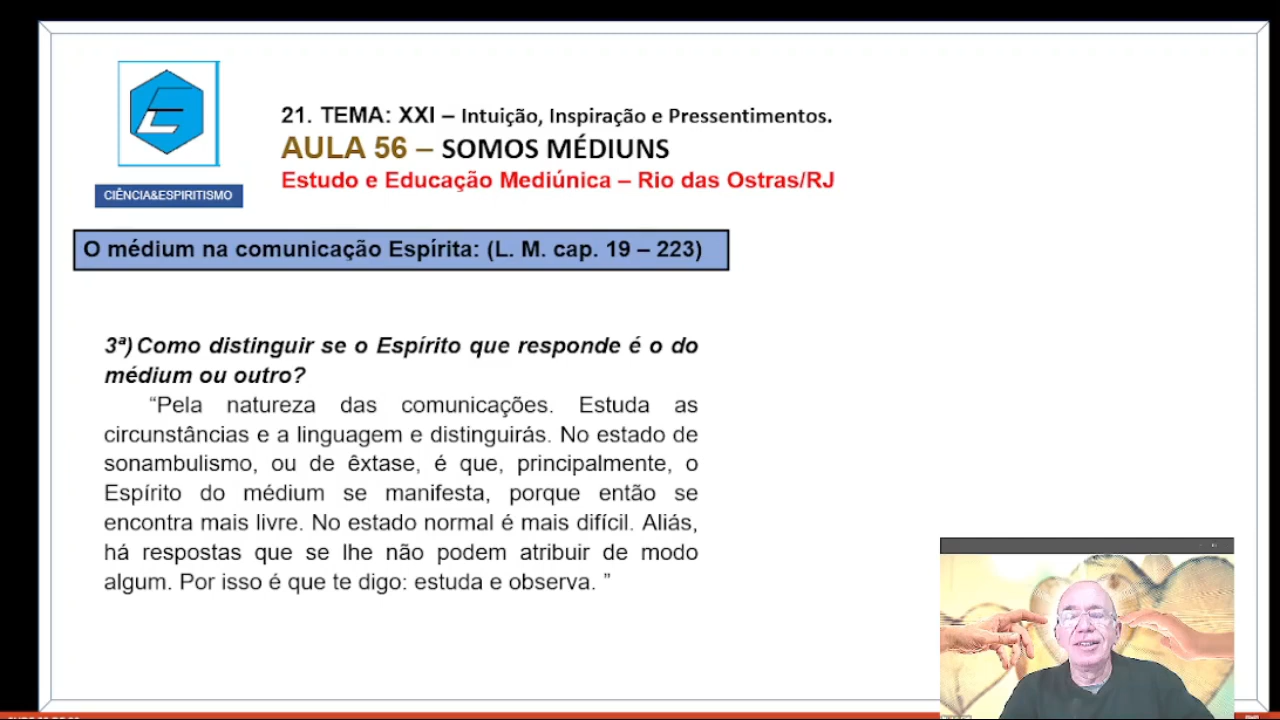 21. TEMA: XXI – Intuição, Inspiração e Pressentimentos.
AULA 56 – SOMOS MÉDIUNS
Estudo e Educação Mediúnica – Rio das Ostras/RJ
CIÊNCIA&ESPIRITISMO
O médium na comunicação Espírita: (L. M. cap. 19 – 223)
3ª) Como distinguir se o Espírito que responde é o do
médium ou outro?
“Pela natureza das comunicações. Estuda as
circunstâncias e a linguagem e distinguirás. No estado de
sonambulismo, ou de êxtase, é que, principalmente, o
Espírito do médium se manifesta, porque então se
encontra mais livre. No estado normal é mais difícil. Aliás,
há respostas que se lhe não podem atribuir de modo
algum. Por isso é que te digo: estuda e observa. ”